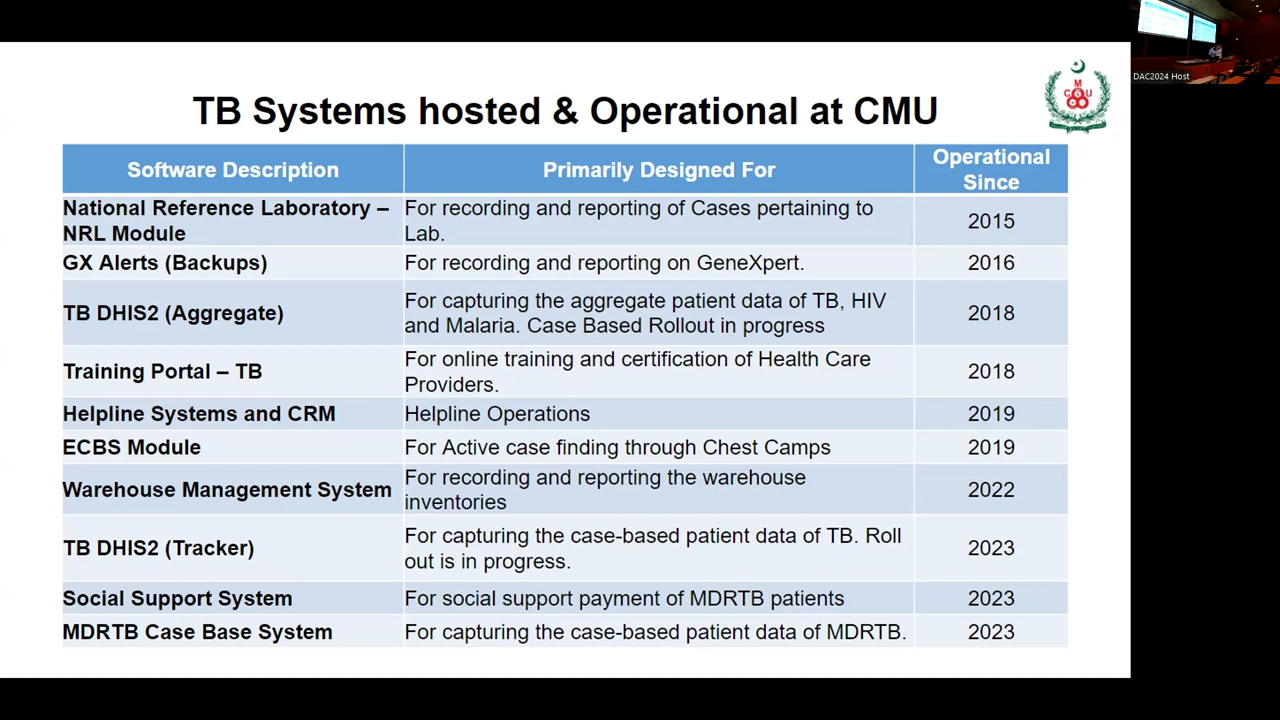 DAC2024 Host
M
C U
TB Systems hosted & Operational at CMU
Software Description
Primarily Designed For
Operational
Since
National Reference Laboratory –
NRL Module
For recording and reporting of Cases pertaining to
Lab.
2015
GX Alerts (Backups)
For recording and reporting on GeneXpert.
2016
TB DHIS2 (Aggregate)
For capturing the aggregate patient data of TB, HIV
and Malaria. Case Based Rollout in progress
2018
Training Portal – TB
For online training and certification of Health Care
Providers.
2018
Helpline Systems and CRM
Helpline Operations
2019
ECBS Module
For Active case finding through Chest Camps
2019
Warehouse Management System
For recording and reporting the warehouse
inventories
2022
TB DHIS2 (Tracker)
For capturing the case-based patient data of TB. Roll
out is in progress.
2023
Social Support System
For social support payment of MDRTB patients
2023
MDRTB Case Base System
For capturing the case-based patient data of MDRTB.
2023